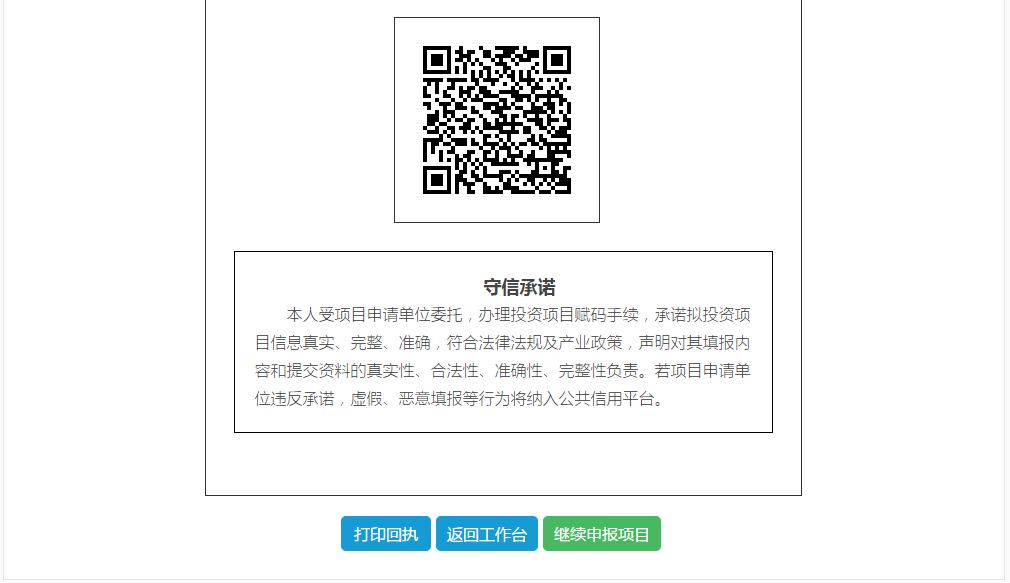 守信承诺
本人受项目申请单位委托，办理投资项目赋码手续，承诺拟投资项
目信息真实、完整、准确，符合法律法规及产业政策，声明对其填报内
容和提交资料的真实性、合法性、准确性、完整性负责。若项目申请单
位违反承诺，虚假、恶意填报等行为将纳入公共信用平台。
打印回执 返回工作台 继续申报项目